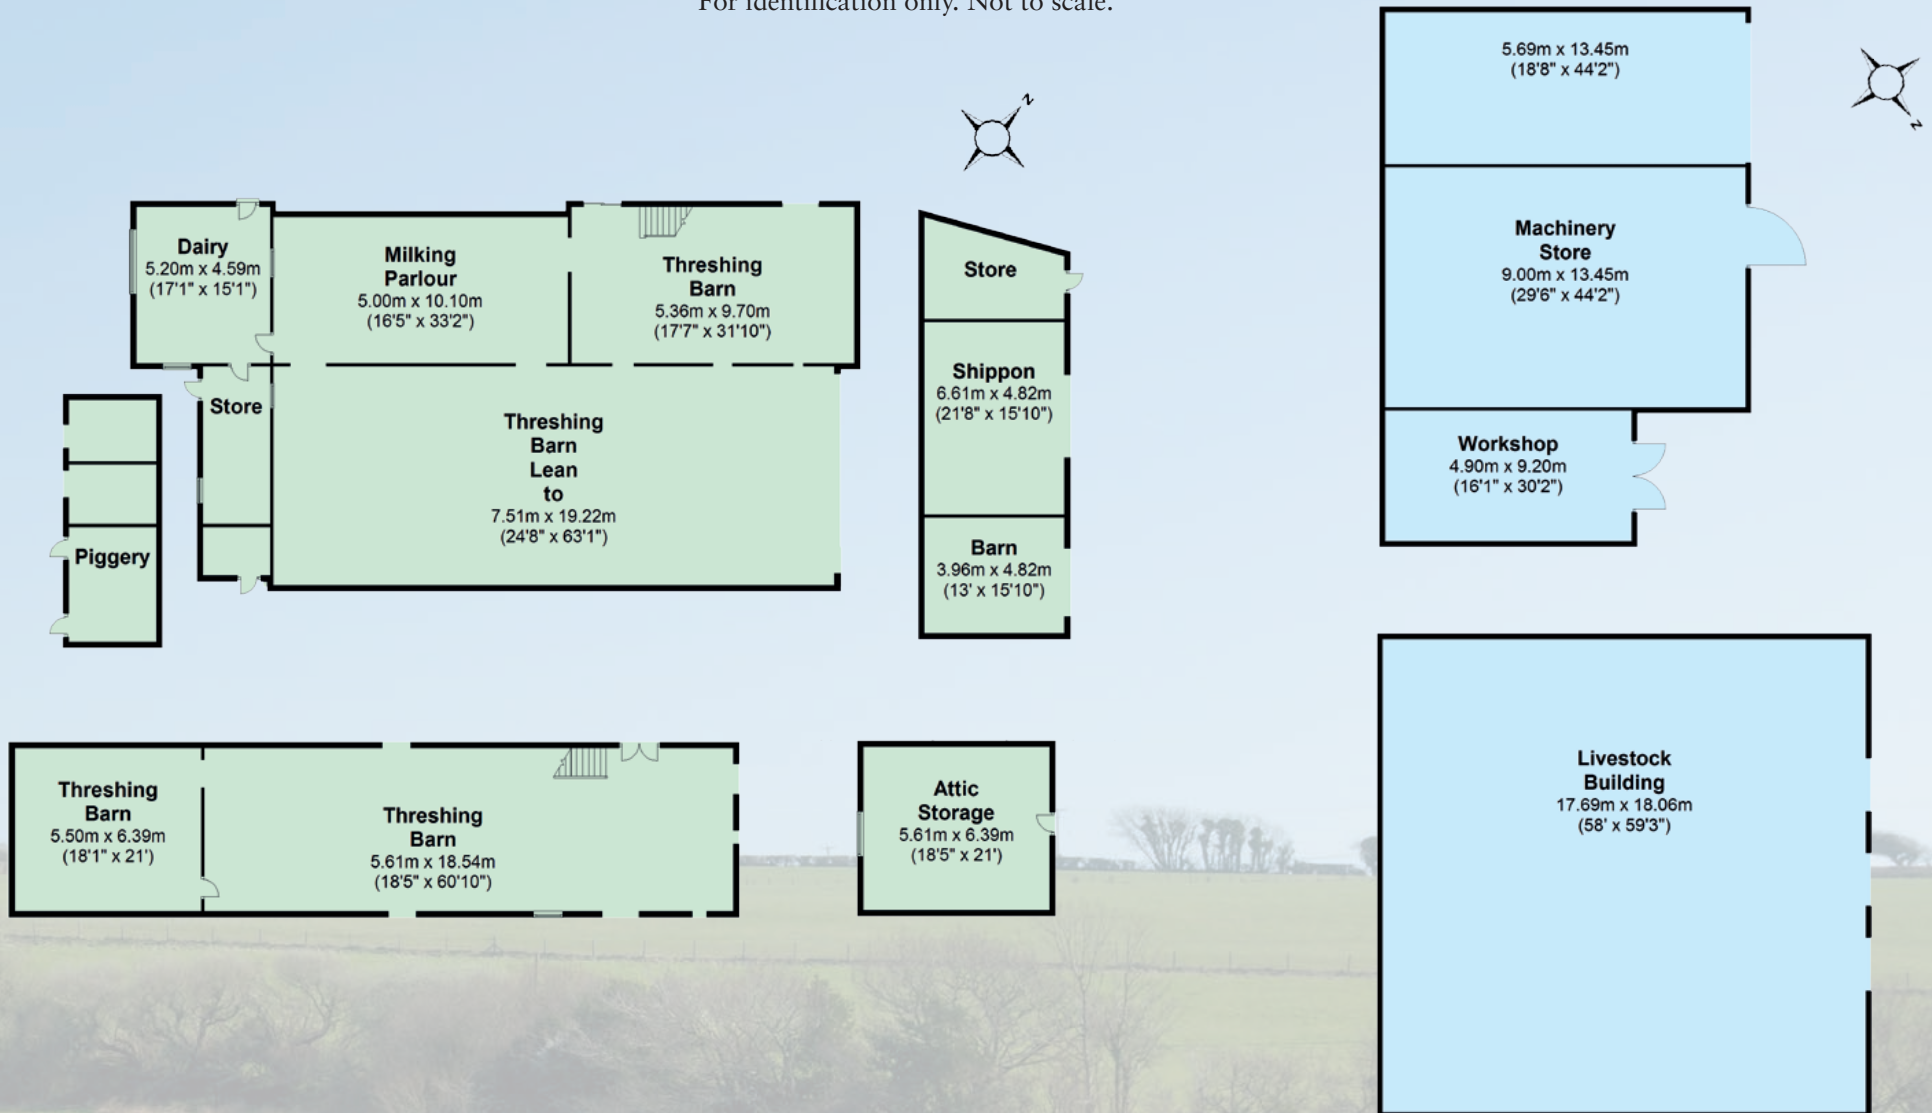 For identification only. Not to scale.
5.69m x 13.45m
(18'8" x 44'2")
N
N
Dairy
5.20m x 4.59m
(17'1" x 15'1")
Milking
Parlour
5.00m x 10.10m
(16'5" x 33'2")
Threshing
Barn
5.36m x 9.70m
(17'7" x 31'10")
Store
Machinery
Store
9.00m x 13.45m
(29'6" x 44'2")
Store
Threshing
Barn
Lean
to
7.51m x 19.22m
(24'8" x 63'1")
Shippon
6.61m x 4.82m
(21'8" x 15'10")
Workshop
4.90m x 9.20m
(16'1" x 30'2")
Piggery
Barn
3.96m x 4.82m
(13' x 15'10")
Threshing
Barn
5.50m x 6.39m
(18'1" x 21')
Threshing
Barn
5.61m x 18.54m
(18'5" x 60'10")
Attic
Storage
5.61m x 6.39m
(18'5" x 21')
Livestock
Building
17.69m x 18.06m
(58' x 59'3")